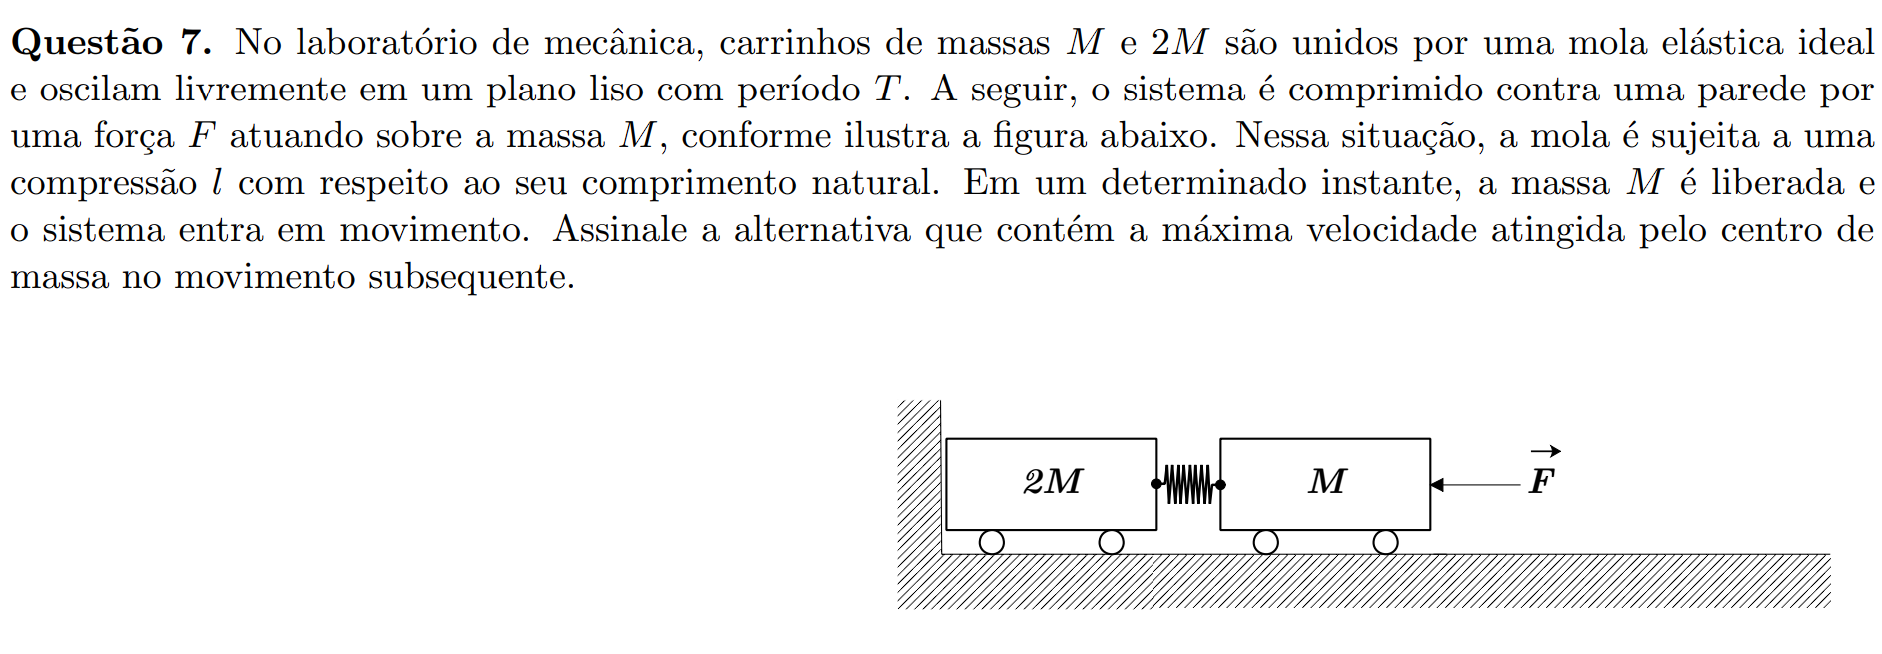 Questão 7. No laboratório de mecânica, carrinhos de massas M e 2M são unidos por uma mola elástica ideal
e oscilam livremente em um plano liso com período T. A seguir, o sistema é comprimido contra uma parede por
uma força F atuando sobre a massa M, conforme ilustra a figura abaixo. Nessa situação, a mola é sujeita a uma
compressão l com respeito ao seu comprimento natural. Em um determinado instante, a massa M é liberada e
o sistema entra em movimento. Assinale a alternativa que contém a máxima velocidade atingida pelo centro de
massa no movimento subsequente.
2M M F